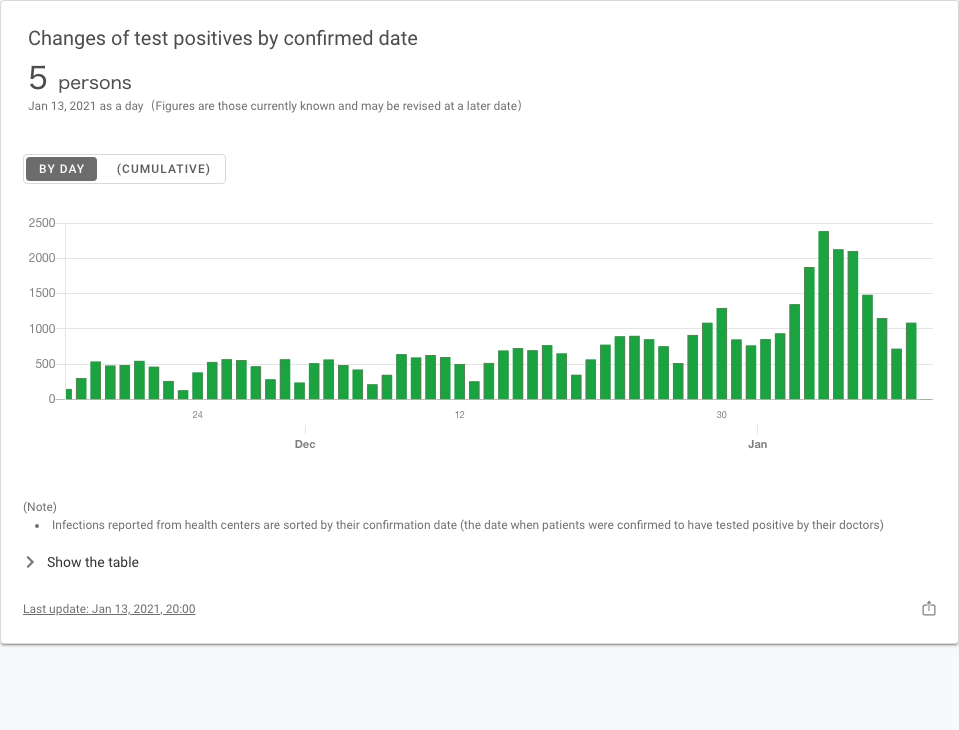 Changes of test positives by confirmed date
5 persons
Jan 13, 2021 as a day（Figures are those currently known and may be revised at a later date）
BY DAY (CUMULATIVE)
2500
2000
1500
1000
500
0
24 12 30
Dec Jan
(Note)
• Infections reported from health centers are sorted by their confirmation date (the date when patients were confirmed to have tested positive by their doctors)
Show the table
Last update: Jan 13, 2021, 20:00